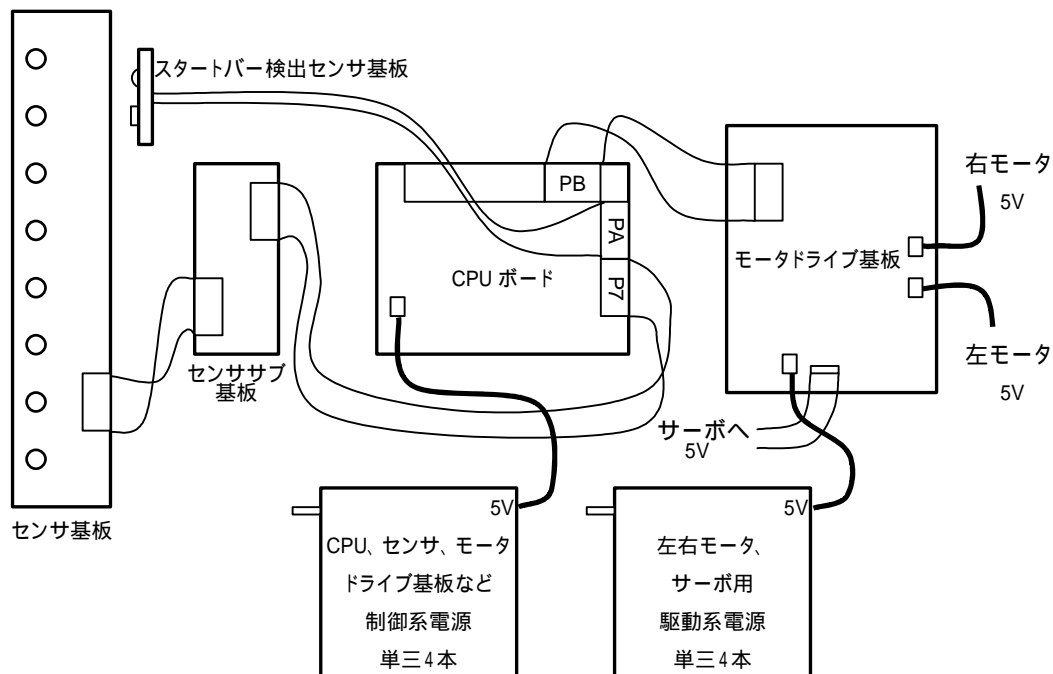 スタートバー検出センサ基板
PB
PA
P7
CPU ボード
右モータ
5V
モータドライブ基板
左モータ
5V
センササブ
基板
サーボへ
5V
センサ基板
5V
CPU、センサ、モータ
ドライブ基板など
制御系電源
単三4本
5V
左右モータ、
サーボ用
駆動系電源
単三4本